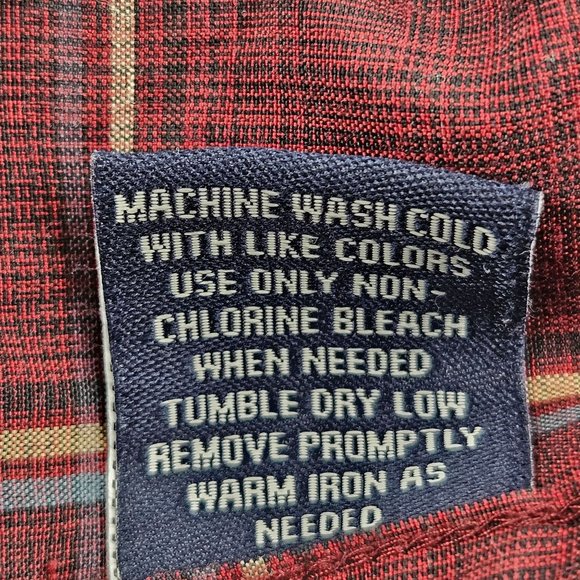 MACHINE WASH COLD
WITH LIKE COLORS
USE ONLY NON-
CHLORINE BLEACH
WHEN NEEDED
TUMBLE DRY LOW
REMOVE PROMPTLY
WARM IRON AS
NEEDED